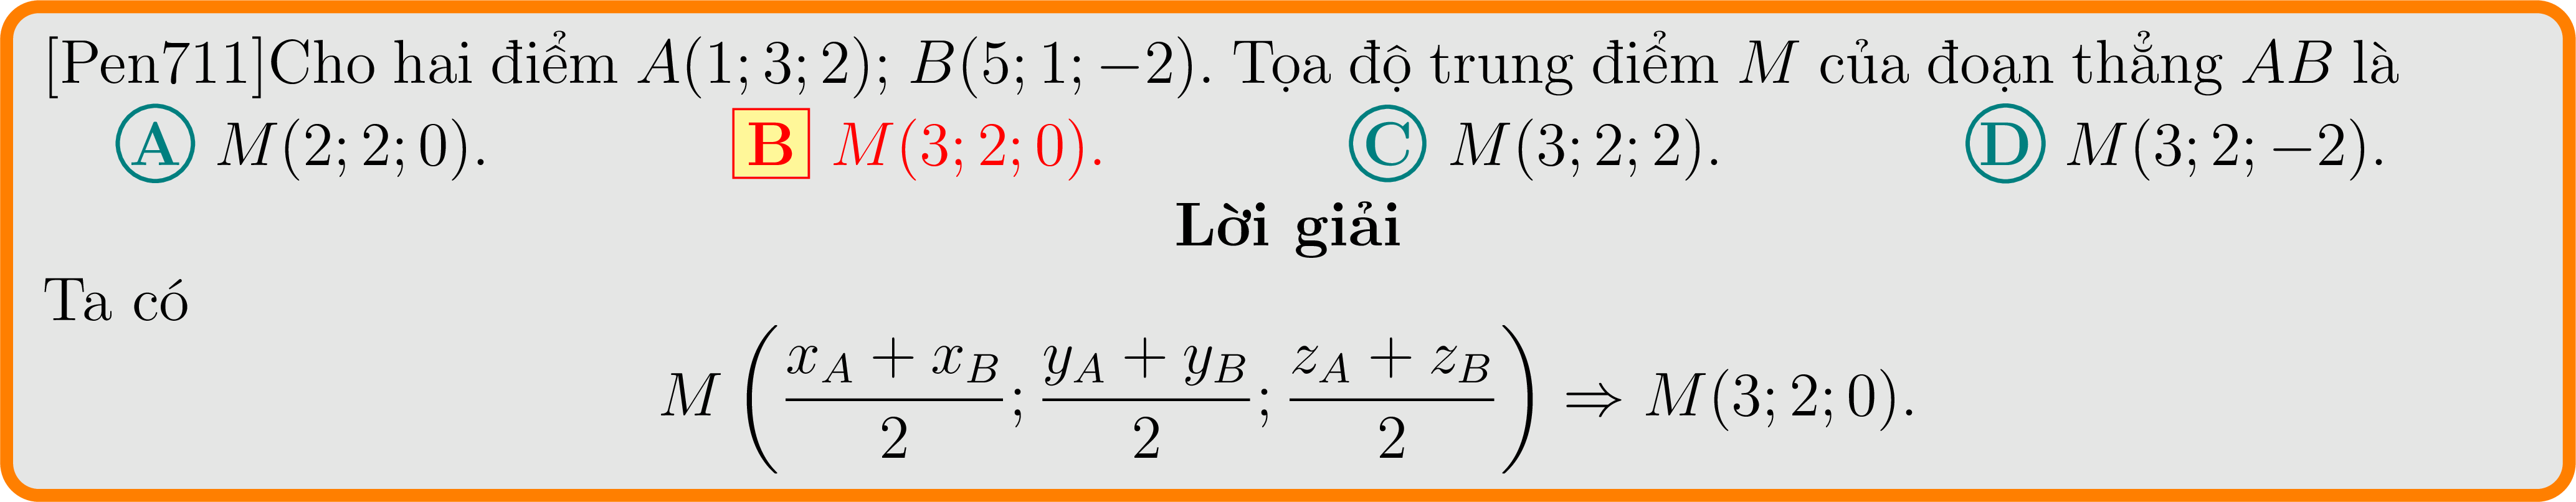 [Pen711]Cho hai điểm A(1; 3; 2); B(5; 1; −2). Tọa độ trung điểm M của đoạn thẳng AB là
A M(2; 2; 0). B M(3; 2; 0). C M(3; 2; 2). D M(3; 2; −2).
Lời giải
Ta có
M \left( \frac{x_A + x_B}{2}; \frac{y_A + y_B}{2}; \frac{z_A + z_B}{2} \right) ⇒ M(3; 2; 0).